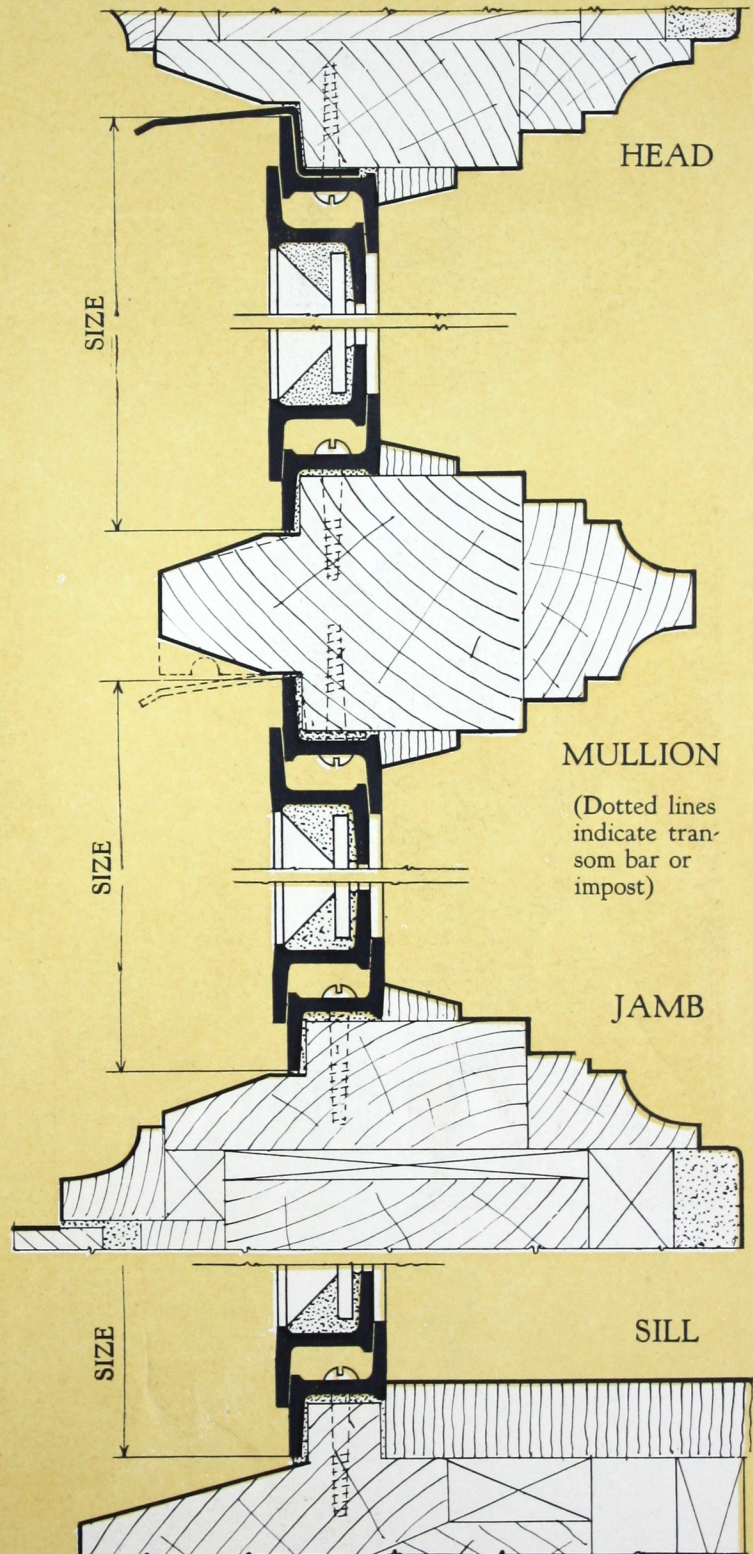 HEAD
SIZE
MULLION
(Dotted lines
indicate tran-
som bar or
impost)
SIZE
JAMB
SILL
SIZE